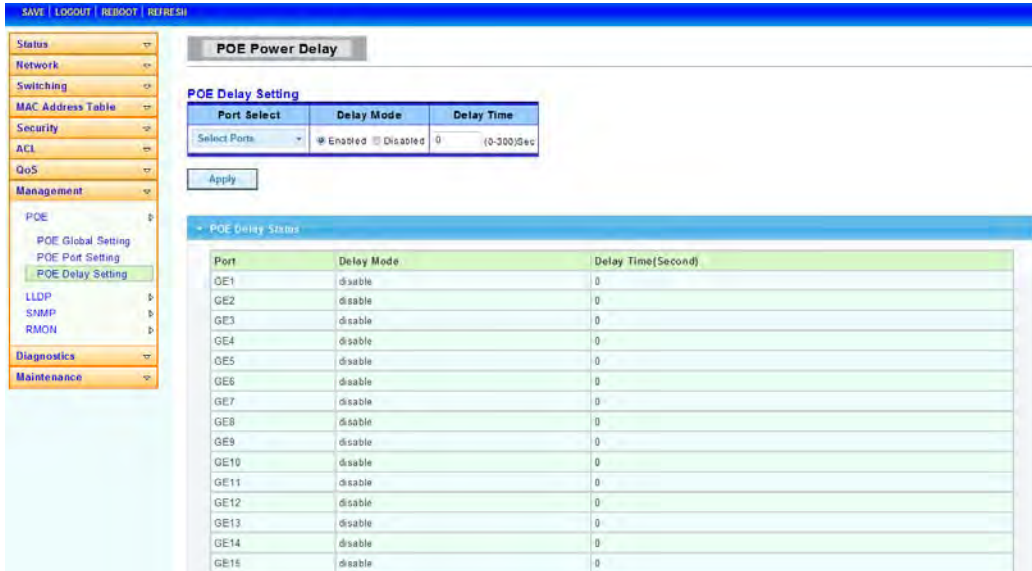 SAVE | LOGOUT | REBOOT | REFRESH
Status
Network
Switching
MAC Address Table
Security
ACL
QoS
Management
POE
POE Global Setting
POE Port Setting
POE Delay Setting
LLDP
SNMP
RMON
Diagnostics
Maintenance
POE Power Delay
POE Delay Setting
Port Select Delay Mode Delay Time
Select Ports Enabled Disabled 0 (0-300)Sec
Apply
POE Delay Status
Port Delay Mode Delay Time(Second)
GE1 disable 0
GE2 disable 0
GE3 disable 0
GE4 disable 0
GE5 disable 0
GE6 disable 0
GE7 disable 0
GE8 disable 0
GE9 disable 0
GE10 disable 0
GE11 disable 0
GE12 disable 0
GE13 disable 0
GE14 disable 0
GE15 disable 0